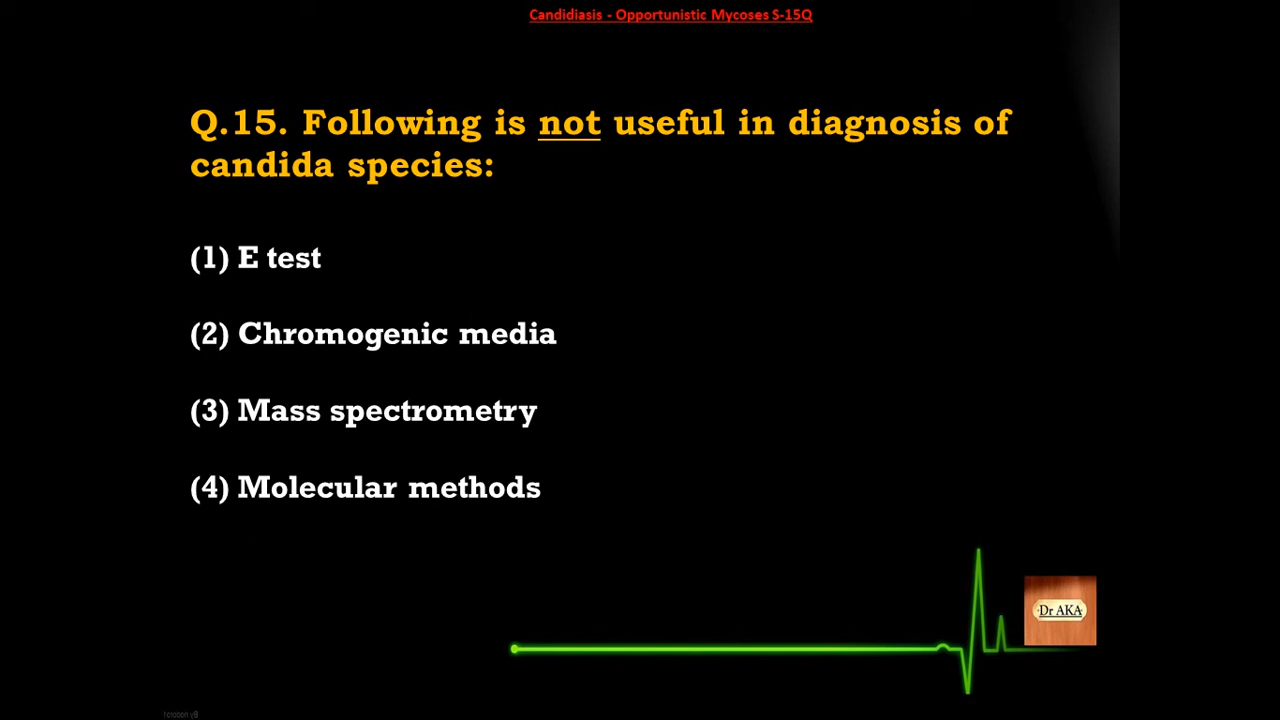 Candidiasis - Opportunistic Mycoses S-15Q
Q.15. Following is not useful in diagnosis of
candida species:
(1) E test
(2) Chromogenic media
(3) Mass spectrometry
(4) Molecular methods
Dr AKA